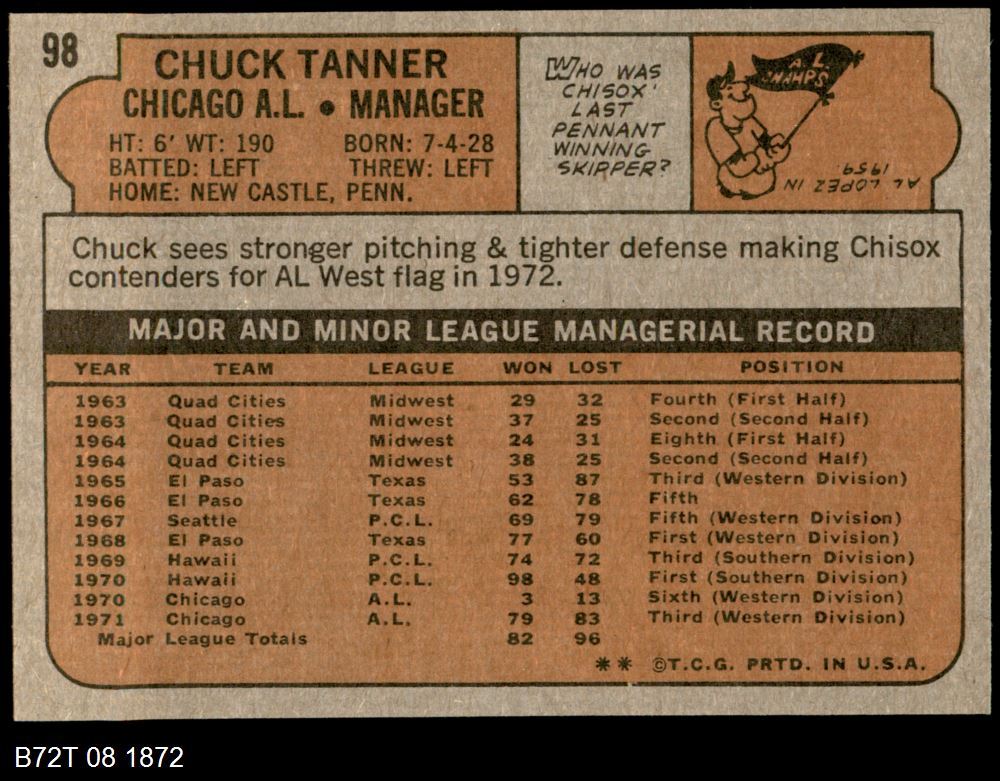 98
CHUCK TANNER
CHICAGO A.L. • MANAGER
HT: 6' WT: 190 BORN: 7-4-28
BATTED: LEFT THREW: LEFT
HOME: NEW CASTLE, PENN.
WHO WAS
CHISOX'
LAST
PENNANT
WINNING
SKIPPER?
A L
CHAMPS
AL LOPEZ IN
1959
Chuck sees stronger pitching & tighter defense making Chisox
contenders for AL West flag in 1972.
MAJOR AND MINOR LEAGUE MANAGERIAL RECORD
YEAR TEAM LEAGUE WON LOST POSITION
1963 Quad Cities Midwest 29 32 Fourth (First Half)
1963 Quad Cities Midwest 37 25 Second (Second Half)
1964 Quad Cities Midwest 24 31 Eighth (First Half)
1964 Quad Cities Midwest 38 25 Second (Second Half)
1965 El Paso Texas 53 87 Third (Western Division)
1966 El Paso Texas 62 78 Fifth
1967 Seattle P.C.L. 69 79 Fifth (Western Division)
1968 El Paso Texas 77 60 First (Western Division)
1969 Hawaii P.C.L. 74 72 Third (Southern Division)
1970 Hawaii P.C.L. 98 48 First (Southern Division)
1970 Chicago A.L. 3 13 Sixth (Western Division)
1971 Chicago A.L. 79 83 Third (Western Division)
Major League Totals 82 96
** ©T.C.G. PRTD. IN U.S.A.
B72T 08 1872